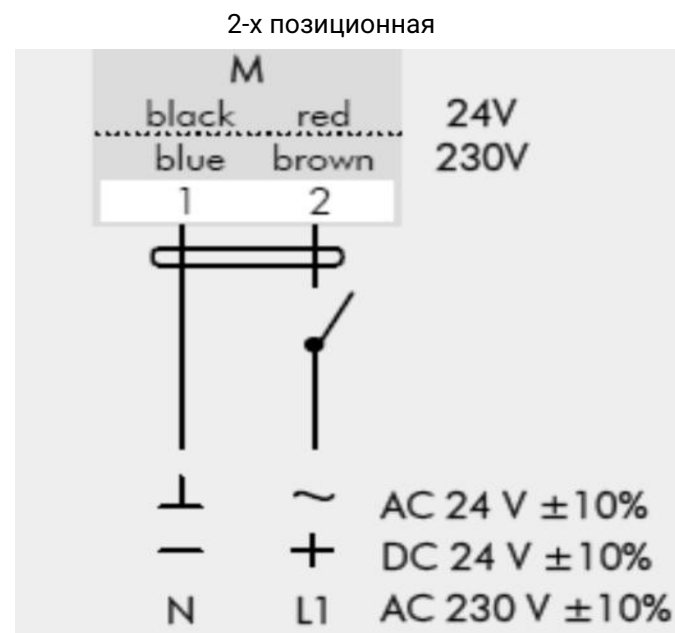 2-х позиционная
M
black red 24V
blue brown 230V
1 2
⊥ ~ AC 24 V ±10%
— + DC 24 V ±10%
N L1 AC 230 V ±10%